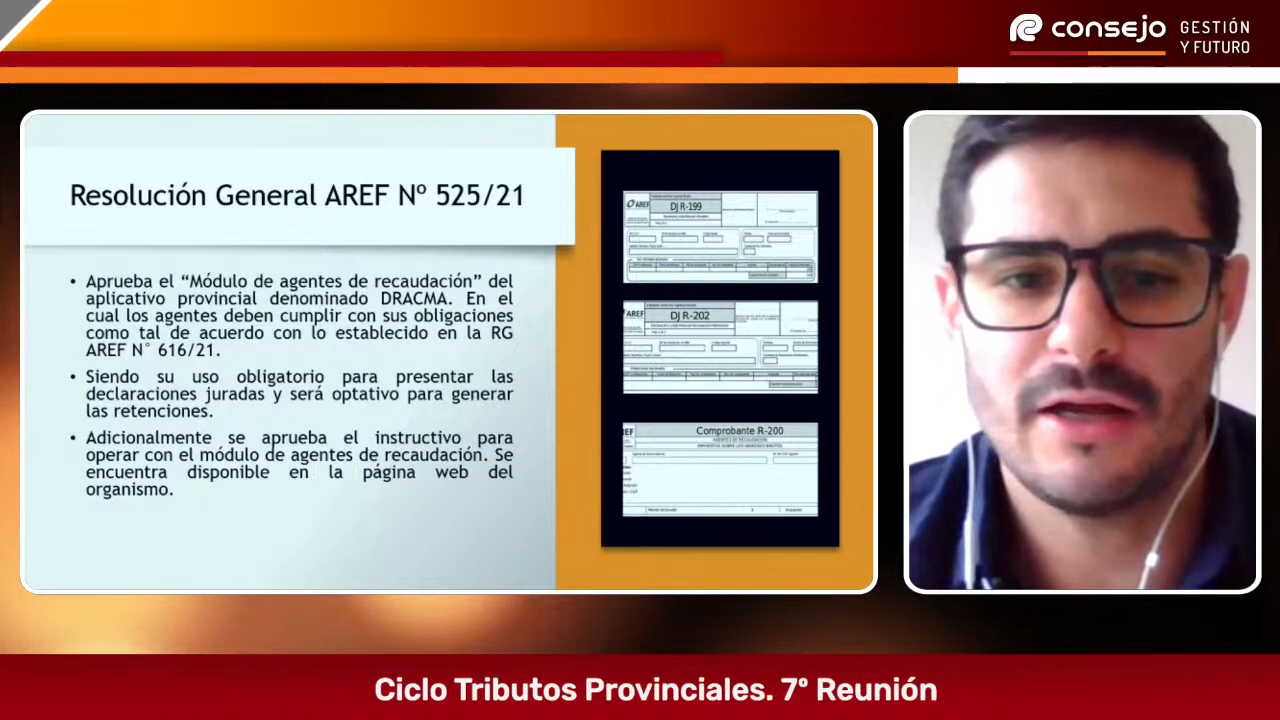 consejo
GESTIÓN
Y FUTURO
Resolución General AREF Nº 525/21
• Aprueba el “Módulo de agentes de recaudación” del
aplicativo provincial denominado DRACMA. En el
cual los agentes deben cumplir con sus obligaciones
como tal de acuerdo con lo establecido en la RG
AREF N° 616/21.
• Siendo su uso obligatorio para presentar las
declaraciones juradas y será optativo para generar
las retenciones.
• Adicionalmente se aprueba el instructivo para
operar con el módulo de agentes de recaudación. Se
encuentra disponible en la página web del
organismo.
AREF
DJ R-199
AREF
DJ R-202
Comprobante R-200
AGENTES DE RECAUDACIÓN
Ciclo Tributos Provinciales. 7º Reunión